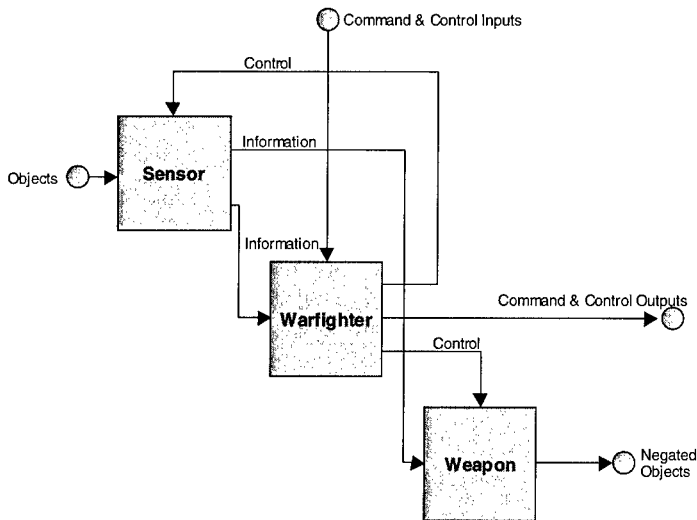 Command & Control Inputs
Control
Information
Objects
Sensor
Information
Command & Control Outputs
Warfighter
Control
Negated
Objects
Weapon